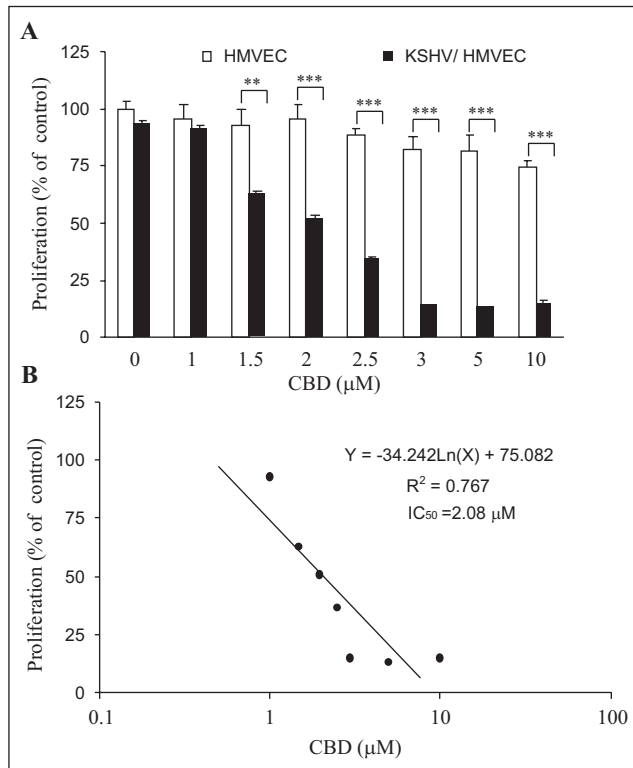 A
HMVEC KSHV/ HMVEC
Proliferation (% of control)
125
100
75
50
25
0
** *** *** *** *** ***
0 1 1.5 2 2.5 3 5 10
CBD (μM)
B
Proliferation (% of control)
125
100
75
50
25
0
Y = -34.242Ln(X) + 75.082
R² = 0.767
IC₅₀ =2.08 μM
0.1 1 10 100
CBD (μM)